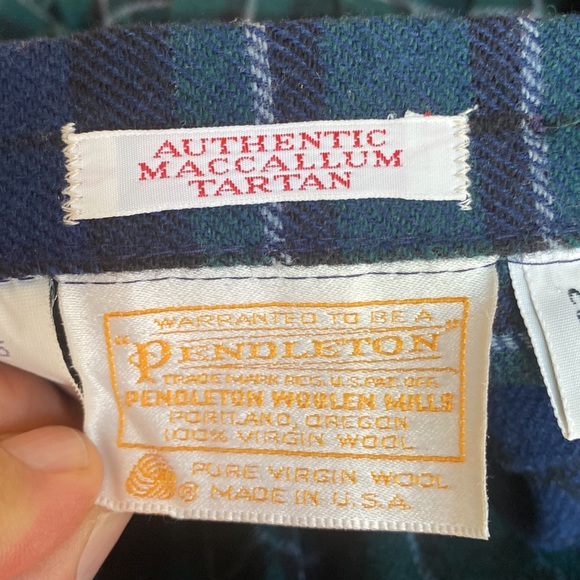 AUTHENTIC
MACCALLUM
TARTAN
WARRANTED TO BE A
"PENDLETON"
TRADE MARK REG. U.S. PAT. OFF.
PENDLETON WOOLEN MILLS
PORTLAND, OREGON
100% VIRGIN WOOL
® PURE VIRGIN WOOL
MADE IN U.S.A.